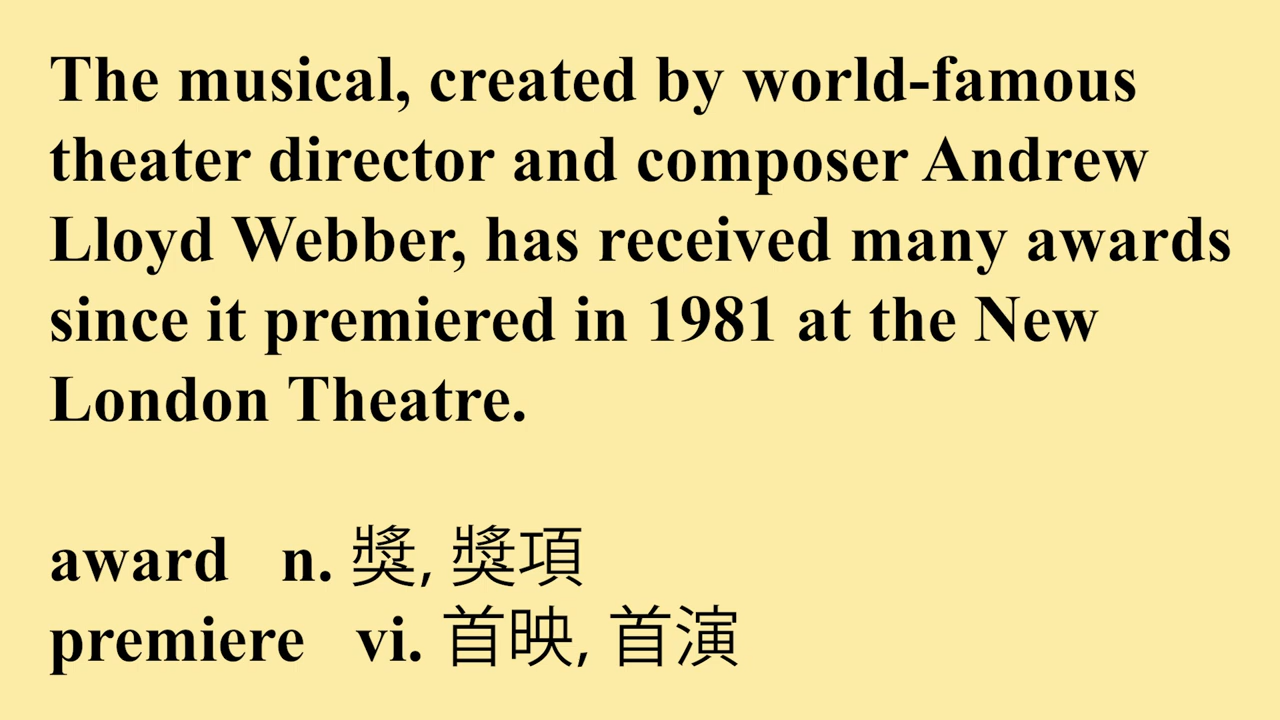 The musical, created by world-famous
theater director and composer Andrew
Lloyd Webber, has received many awards
since it premiered in 1981 at the New
London Theatre.
award n. 獎, 獎項
premiere vi. 首映, 首演